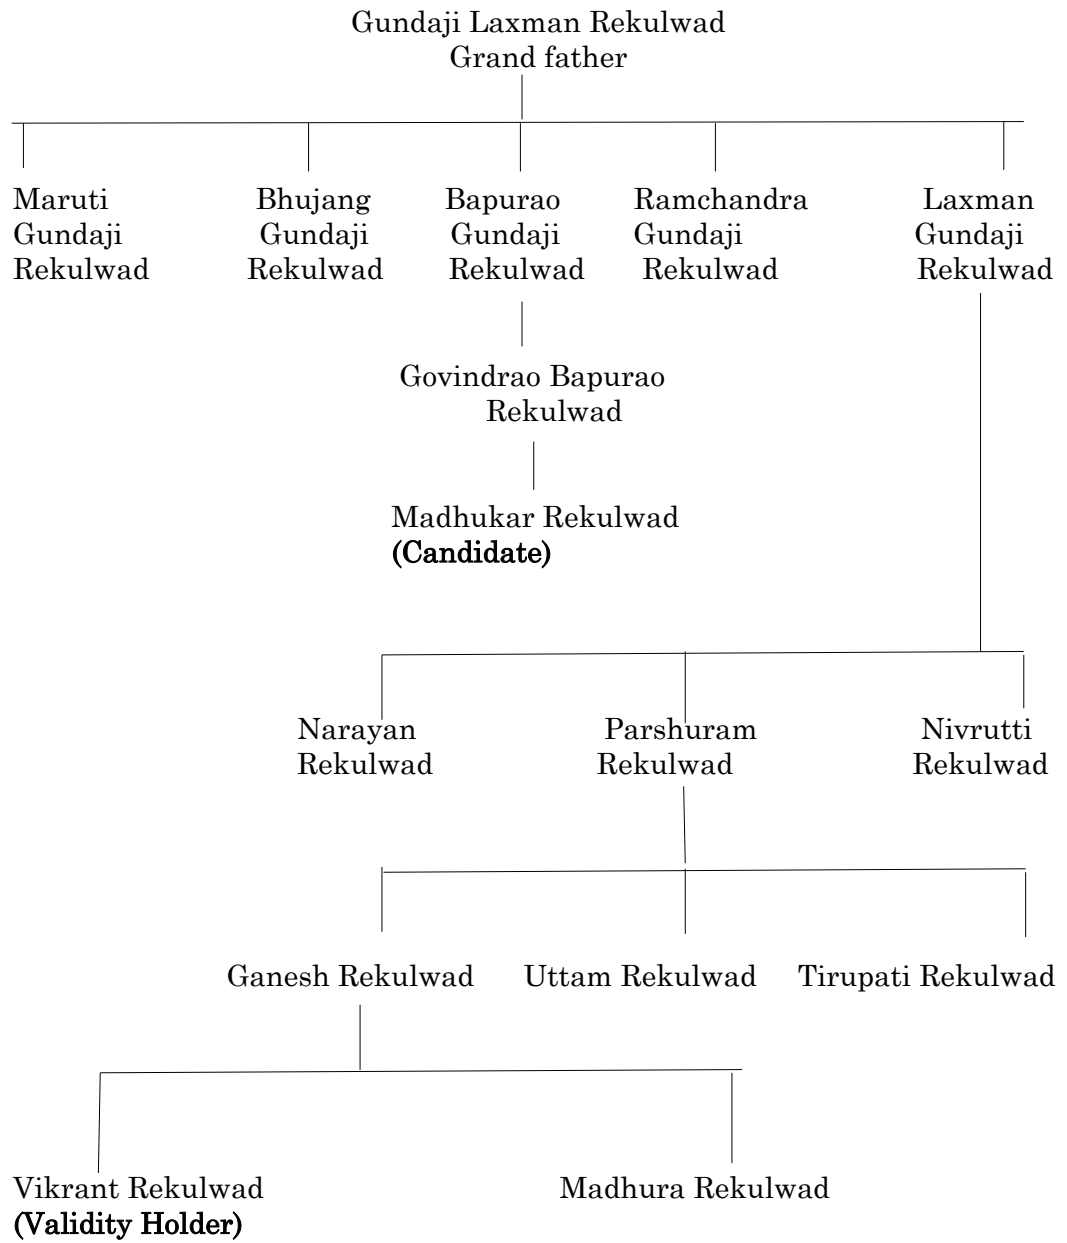 Gundaji Laxman Rekulwad
Grand father
Maruti
Gundaji
Rekulwad
Bhujang
Gundaji
Rekulwad
Bapurao
Gundaji
Rekulwad
Ramchandra
Gundaji
Rekulwad
Laxman
Gundaji
Rekulwad
Govindrao Bapurao
Rekulwad
Madhukar Rekulwad
(Candidate)
Narayan
Rekulwad
Parshuram
Rekulwad
Nivrutti
Rekulwad
Ganesh Rekulwad
Uttam Rekulwad
Tirupati Rekulwad
Vikrant Rekulwad
(Validity Holder)
Madhura Rekulwad